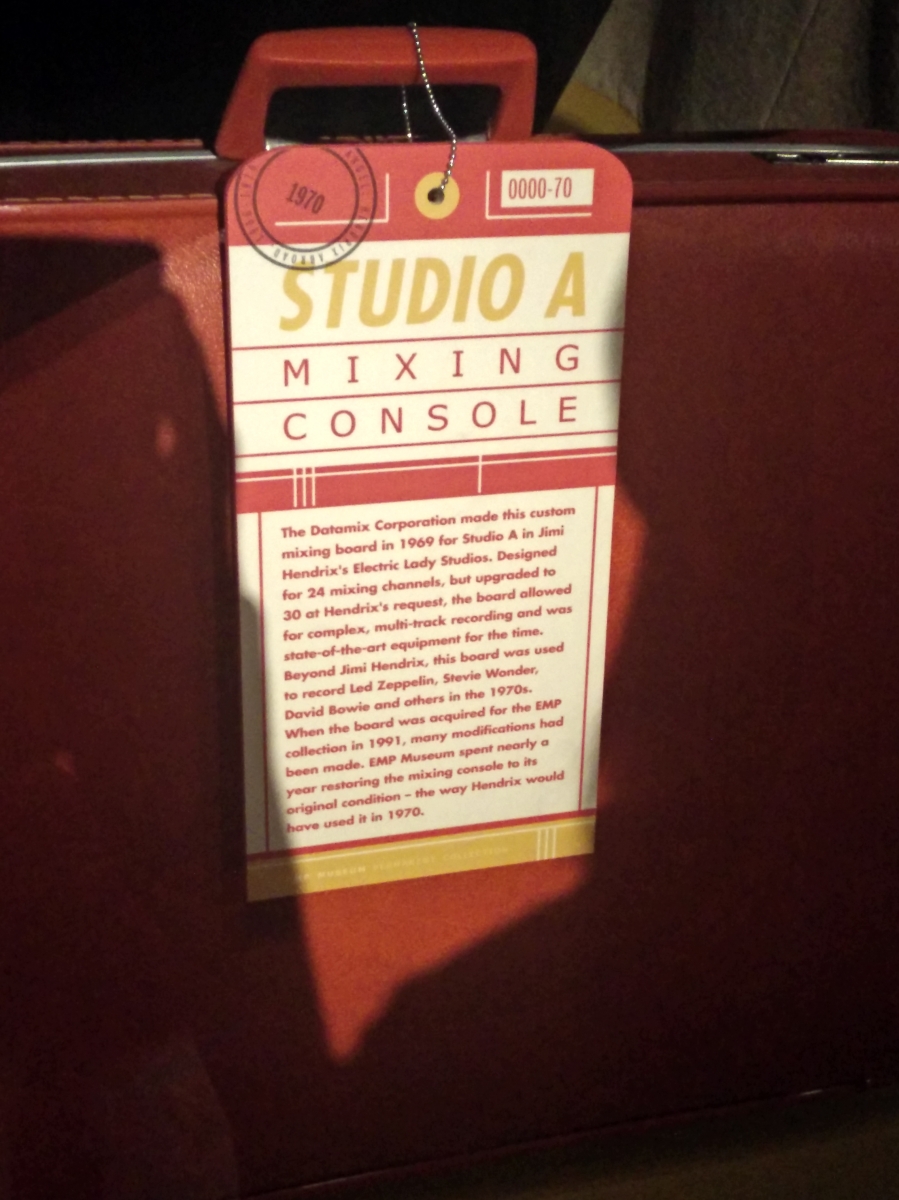 1970
0000-70
STUDIO A
MIXING
CONSOLE
The Datamix Corporation made this custom
mixing board in 1969 for Studio A in Jimi
Hendrix's Electric Lady Studios. Designed
for 24 mixing channels, but upgraded to
30 at Hendrix's request, the board allowed
for complex, multi-track recording and was
state-of-the-art equipment for the time.
Beyond Jimi Hendrix, this board was used
to record Led Zeppelin, Stevie Wonder,
David Bowie and others in the 1970s.
When the board was acquired for the EMP
collection in 1991, many modifications had
been made. EMP Museum spent nearly a
year restoring the mixing console to its
original condition – the way Hendrix would
have used it in 1970.
MUSEUM PERMANENT COLLECTION